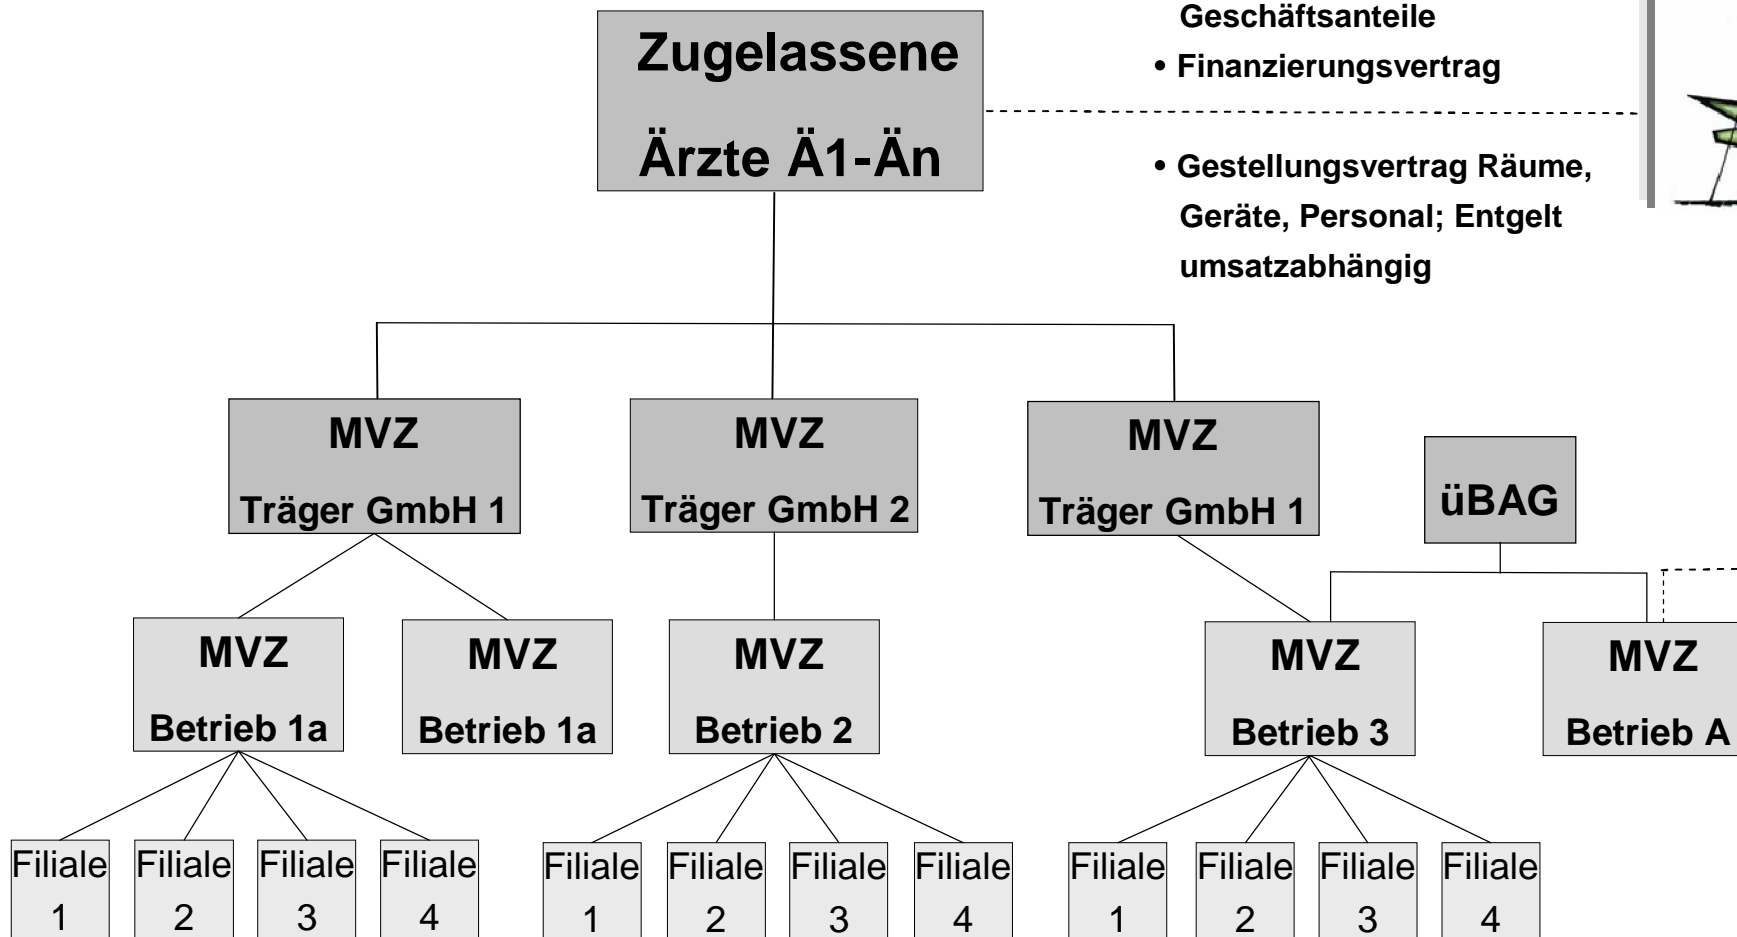 Geschäftsanteile
• Finanzierungsvertrag
Zugelassene
Ärzte Ä1-Än
• Gestellungsvertrag Räume,
Geräte, Personal; Entgelt
umsatzabhängig
MVZ
Träger GmbH 1
MVZ
Träger GmbH 2
MVZ
Träger GmbH 1
üBAG
MVZ
Betrieb 1a
MVZ
Betrieb 1a
MVZ
Betrieb 2
MVZ
Betrieb 3
MVZ
Betrieb A
Filiale
1
Filiale
2
Filiale
3
Filiale
4
Filiale
1
Filiale
2
Filiale
3
Filiale
4
Filiale
1
Filiale
2
Filiale
3
Filiale
4